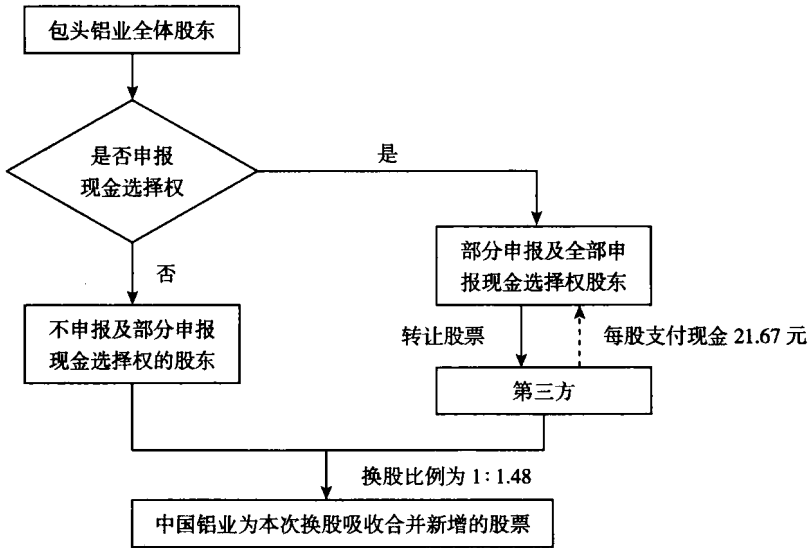 包头铝业全体股东
是否申报
现金选择权
是
否
部分申报及全部申
报现金选择权股东
不申报及部分申报
现金选择权的股东
转让股票
每股支付现金 21.67 元
第三方
换股比例为 1:1.48
中国铝业为本次换股吸收合并新增的股票